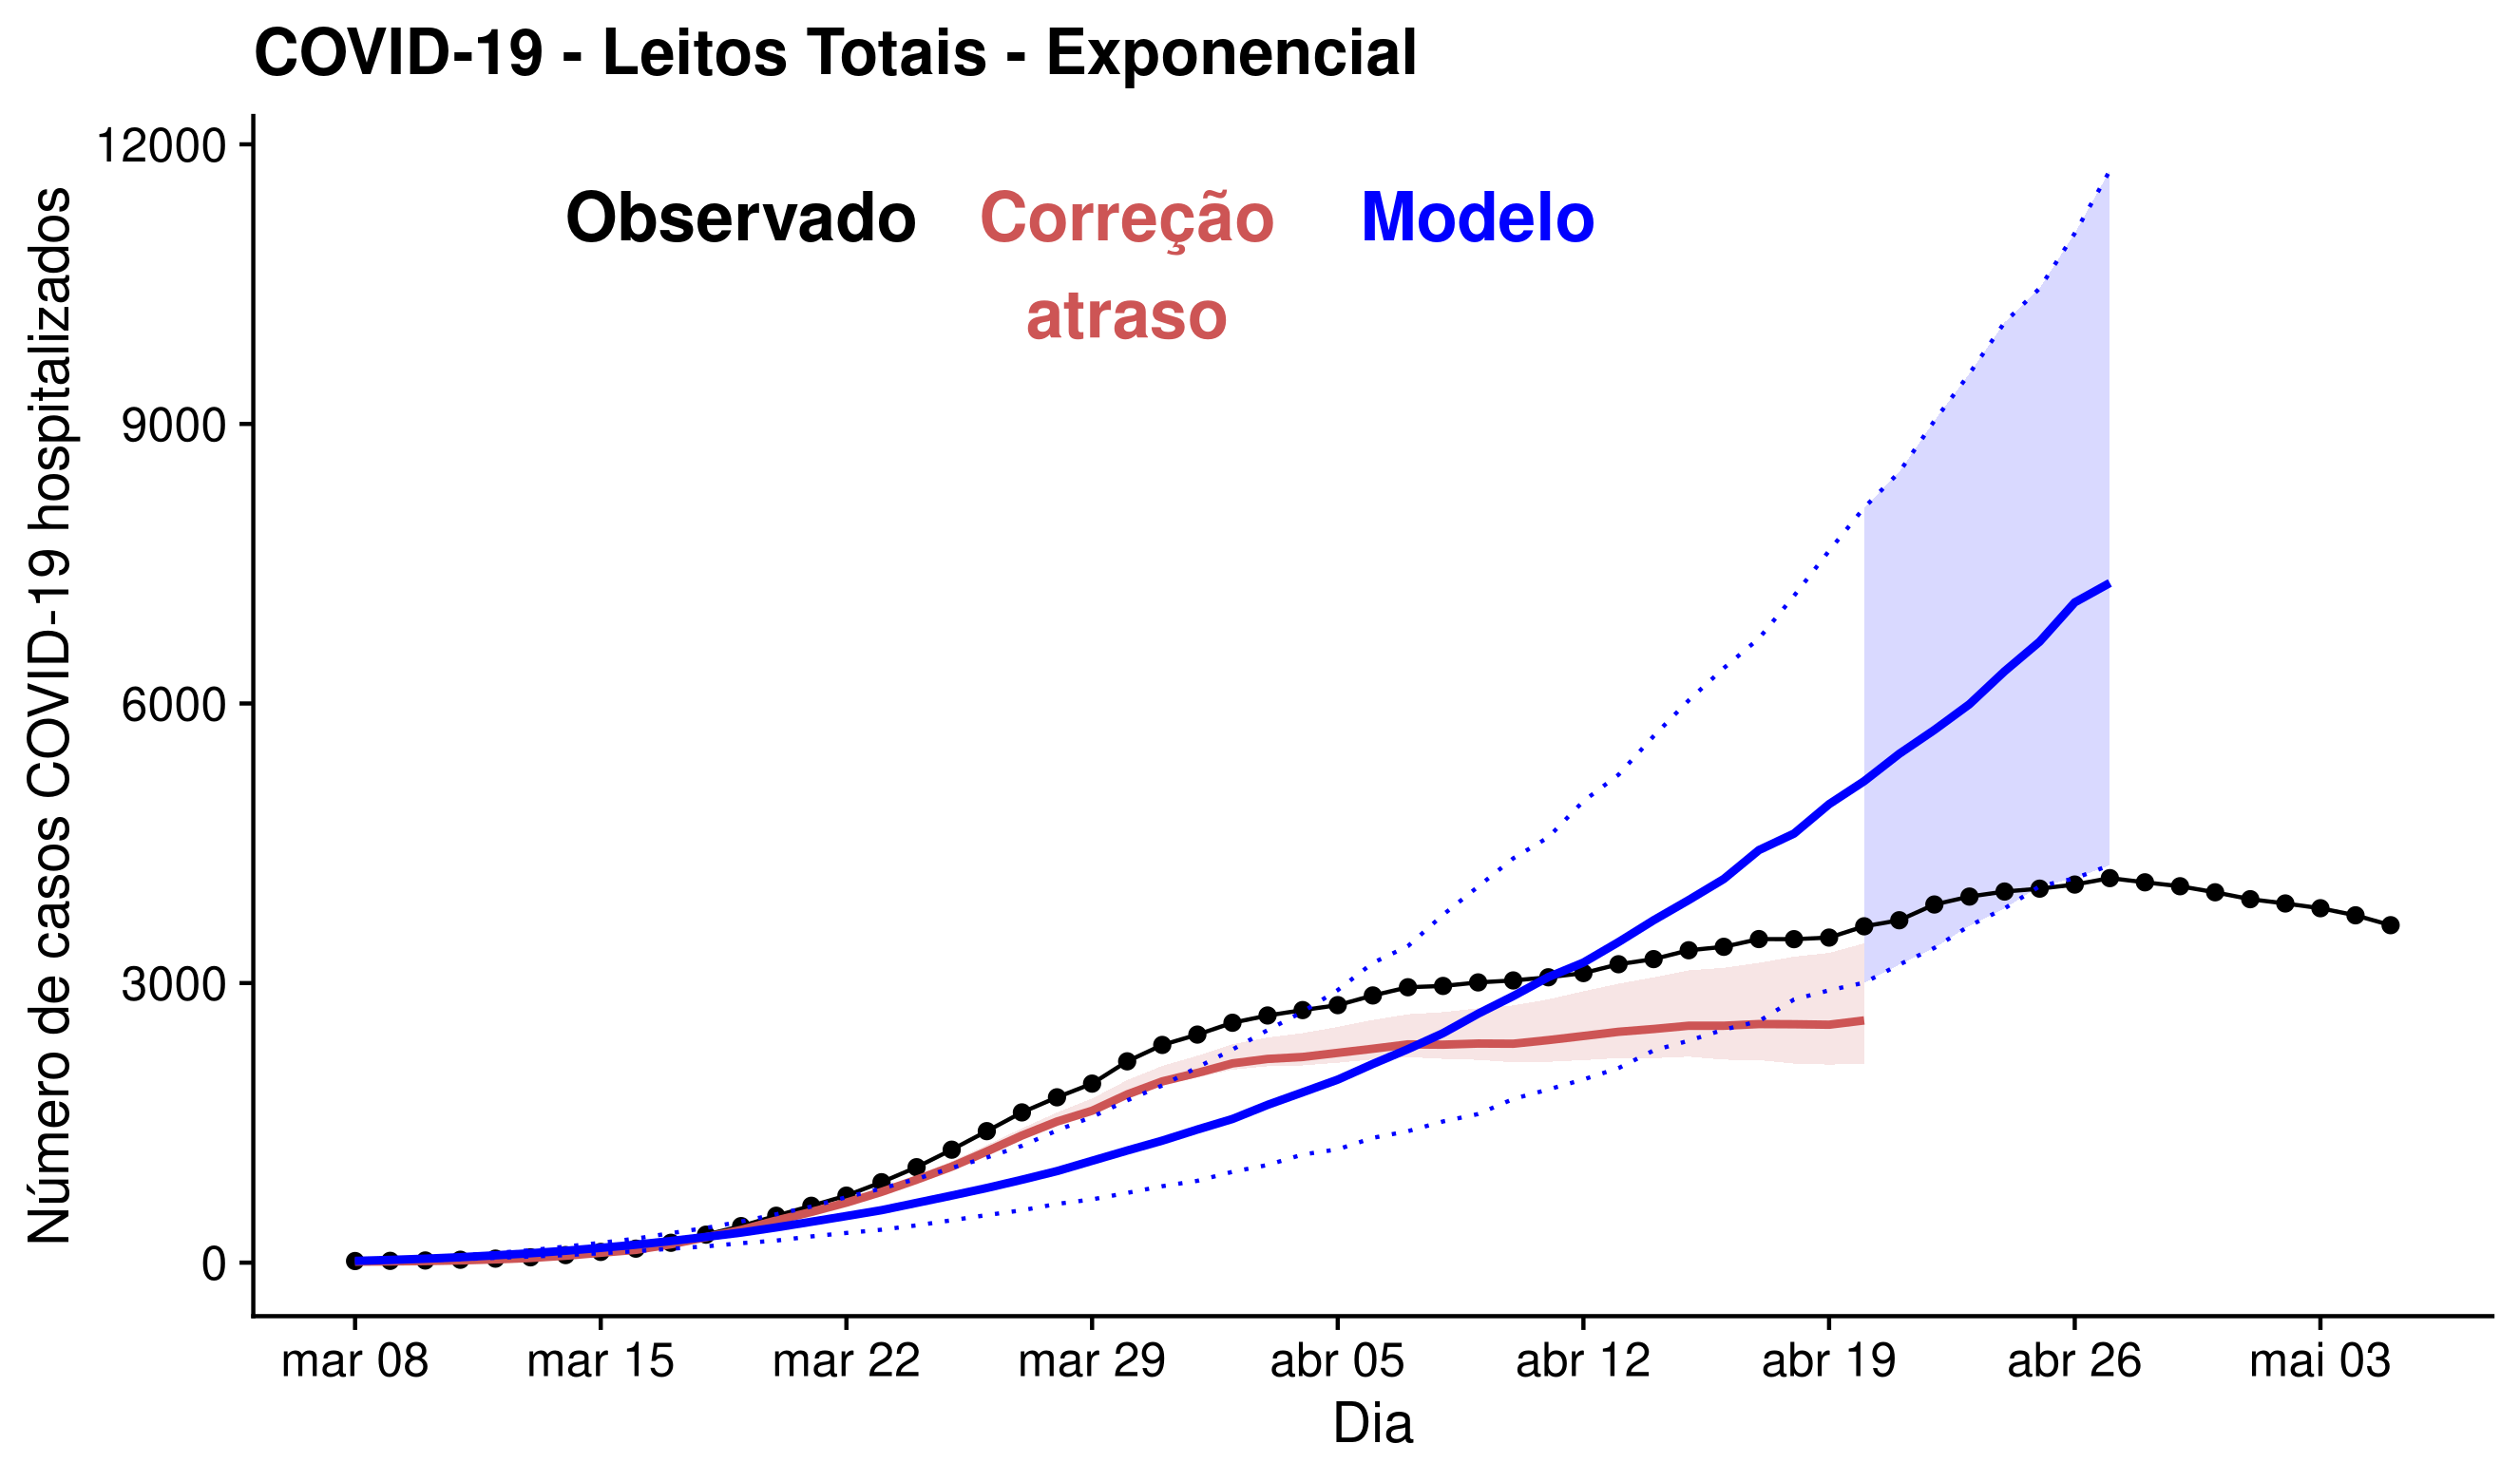 COVID-19 - Leitos Totais - Exponencial
Número de casos COVID-19 hospitalizados
12000
9000
6000
3000
0
Observado
Correção
atraso
Modelo
mar 08
mar 15
mar 22
mar 29
abr 05
abr 12
abr 19
abr 26
mai 03
Dia